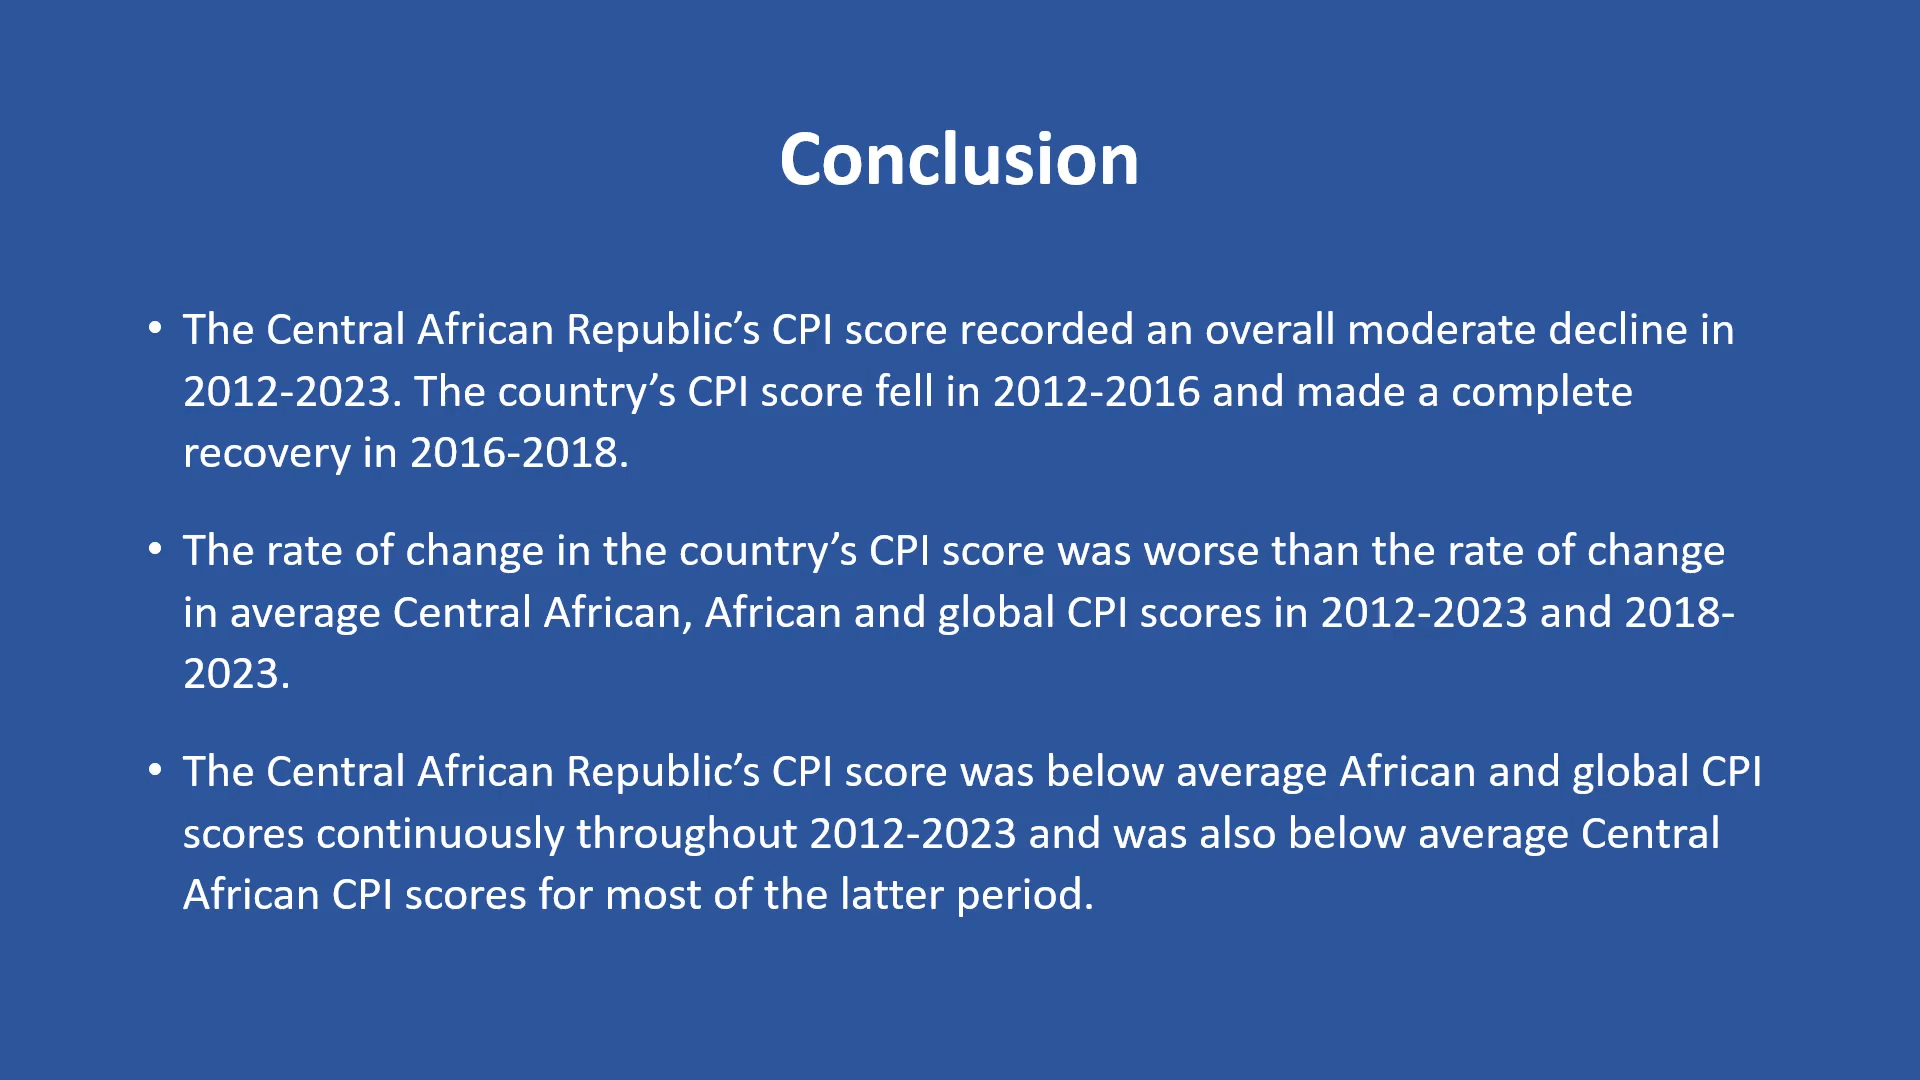 Conclusion
• The Central African Republic’s CPI score recorded an overall moderate decline in
2012-2023. The country’s CPI score fell in 2012-2016 and made a complete
recovery in 2016-2018.
• The rate of change in the country’s CPI score was worse than the rate of change
in average Central African, African and global CPI scores in 2012-2023 and 2018-
2023.
• The Central African Republic’s CPI score was below average African and global CPI
scores continuously throughout 2012-2023 and was also below average Central
African CPI scores for most of the latter period.